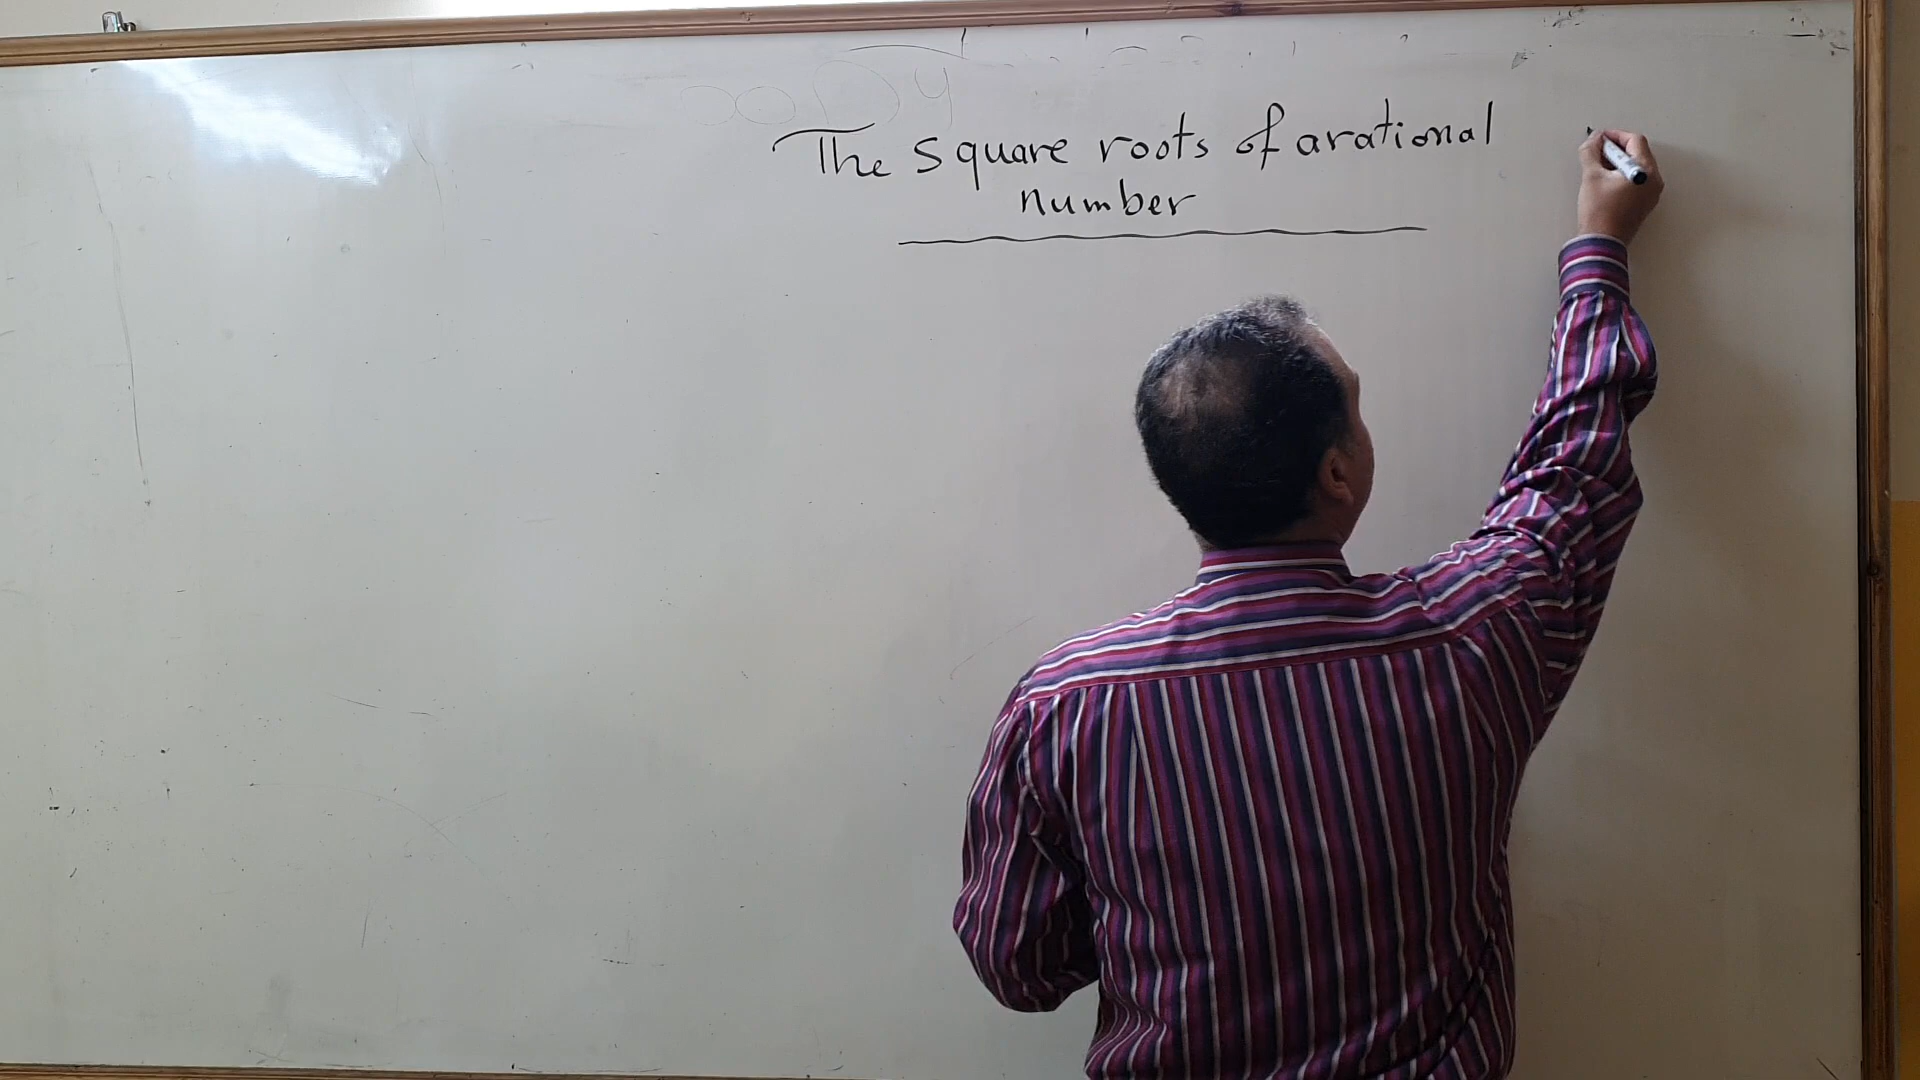 The square roots of arational
number